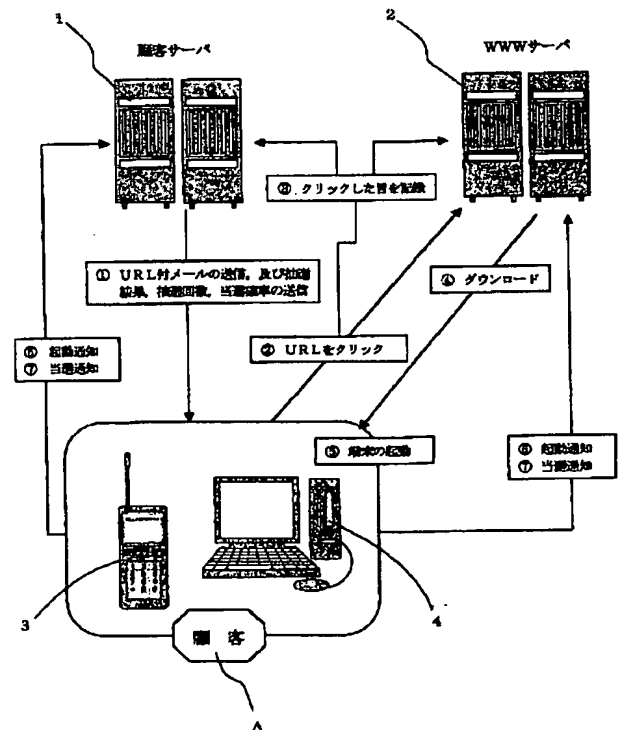 1
2
顧客サーバ
WWWサーバ
③ クリックした旨を記録
① URL付メールの送信,及び抽選
結果,抽選回数,当選確率の送信
④ ダウンロード
② URLをクリック
⑥ 起動通知
⑦ 当選通知
⑤ 端末の起動
⑥ 起動通知
⑦ 当選通知
3
4
顧客
A